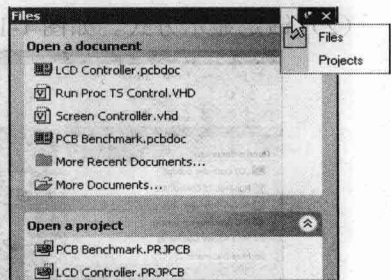 Files
Files
Projects
Open a document
LCD Controller.pcbdoc
Run Proc TS Control.VHD
Screen Controller.vhd
PCB Benchmark.pcbdoc
More Recent Documents...
More Documents...
Open a project
PCB Benchmark.PRJPCB
LCD Controller.PRJPCB